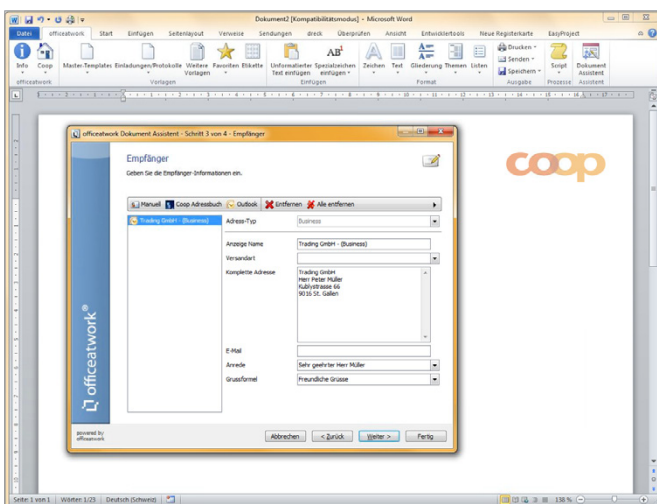 Dokument2 [Kompatibilitätsmodus] - Microsoft Word
Datei officeatwork Start Einfügen Seitenlayout Verweise Sendungen dreck Überprüfen Ansicht Entwicklertools Neue Registerkarte EasyProject
Info Coop Master-Templates Einladungen/Protokolle Weitere Vorlagen Favoriten Etikette Unformatierter Text einfügen Spezialzeichen einfügen Zeichen Text Gliederung Themen Listen Drucken Senden Speichern Script Dokument Assistent
officeatwork Vorlagen Einfügen Format Ausgabe Prozesse Assistent
coop
officeatwork Dokument Assistent - Schritt 3 von 4 - Empfänger
Empfänger
Geben Sie die Empfänger-Informationen ein.
Manuell Coop Adressbuch Outlook Entfernen Alle entfernen
Trading GmbH - (Business)
Adress-Typ Business
Anzeige Name Trading GmbH - (Business)
Versandart
Komplette Adresse Trading GmbH
Herr Peter Müller
Kublystrasse 66
9016 St. Gallen
E-Mail
Anrede Sehr geehrter Herr Müller
Grussformel Freundliche Grüsse
officeatwork®
powered by
officeatwork
Abbrechen < Zurück Weiter > Fertig
Seite: 1 von 1 Wörter: 1/23 Deutsch (Schweiz) 138 %